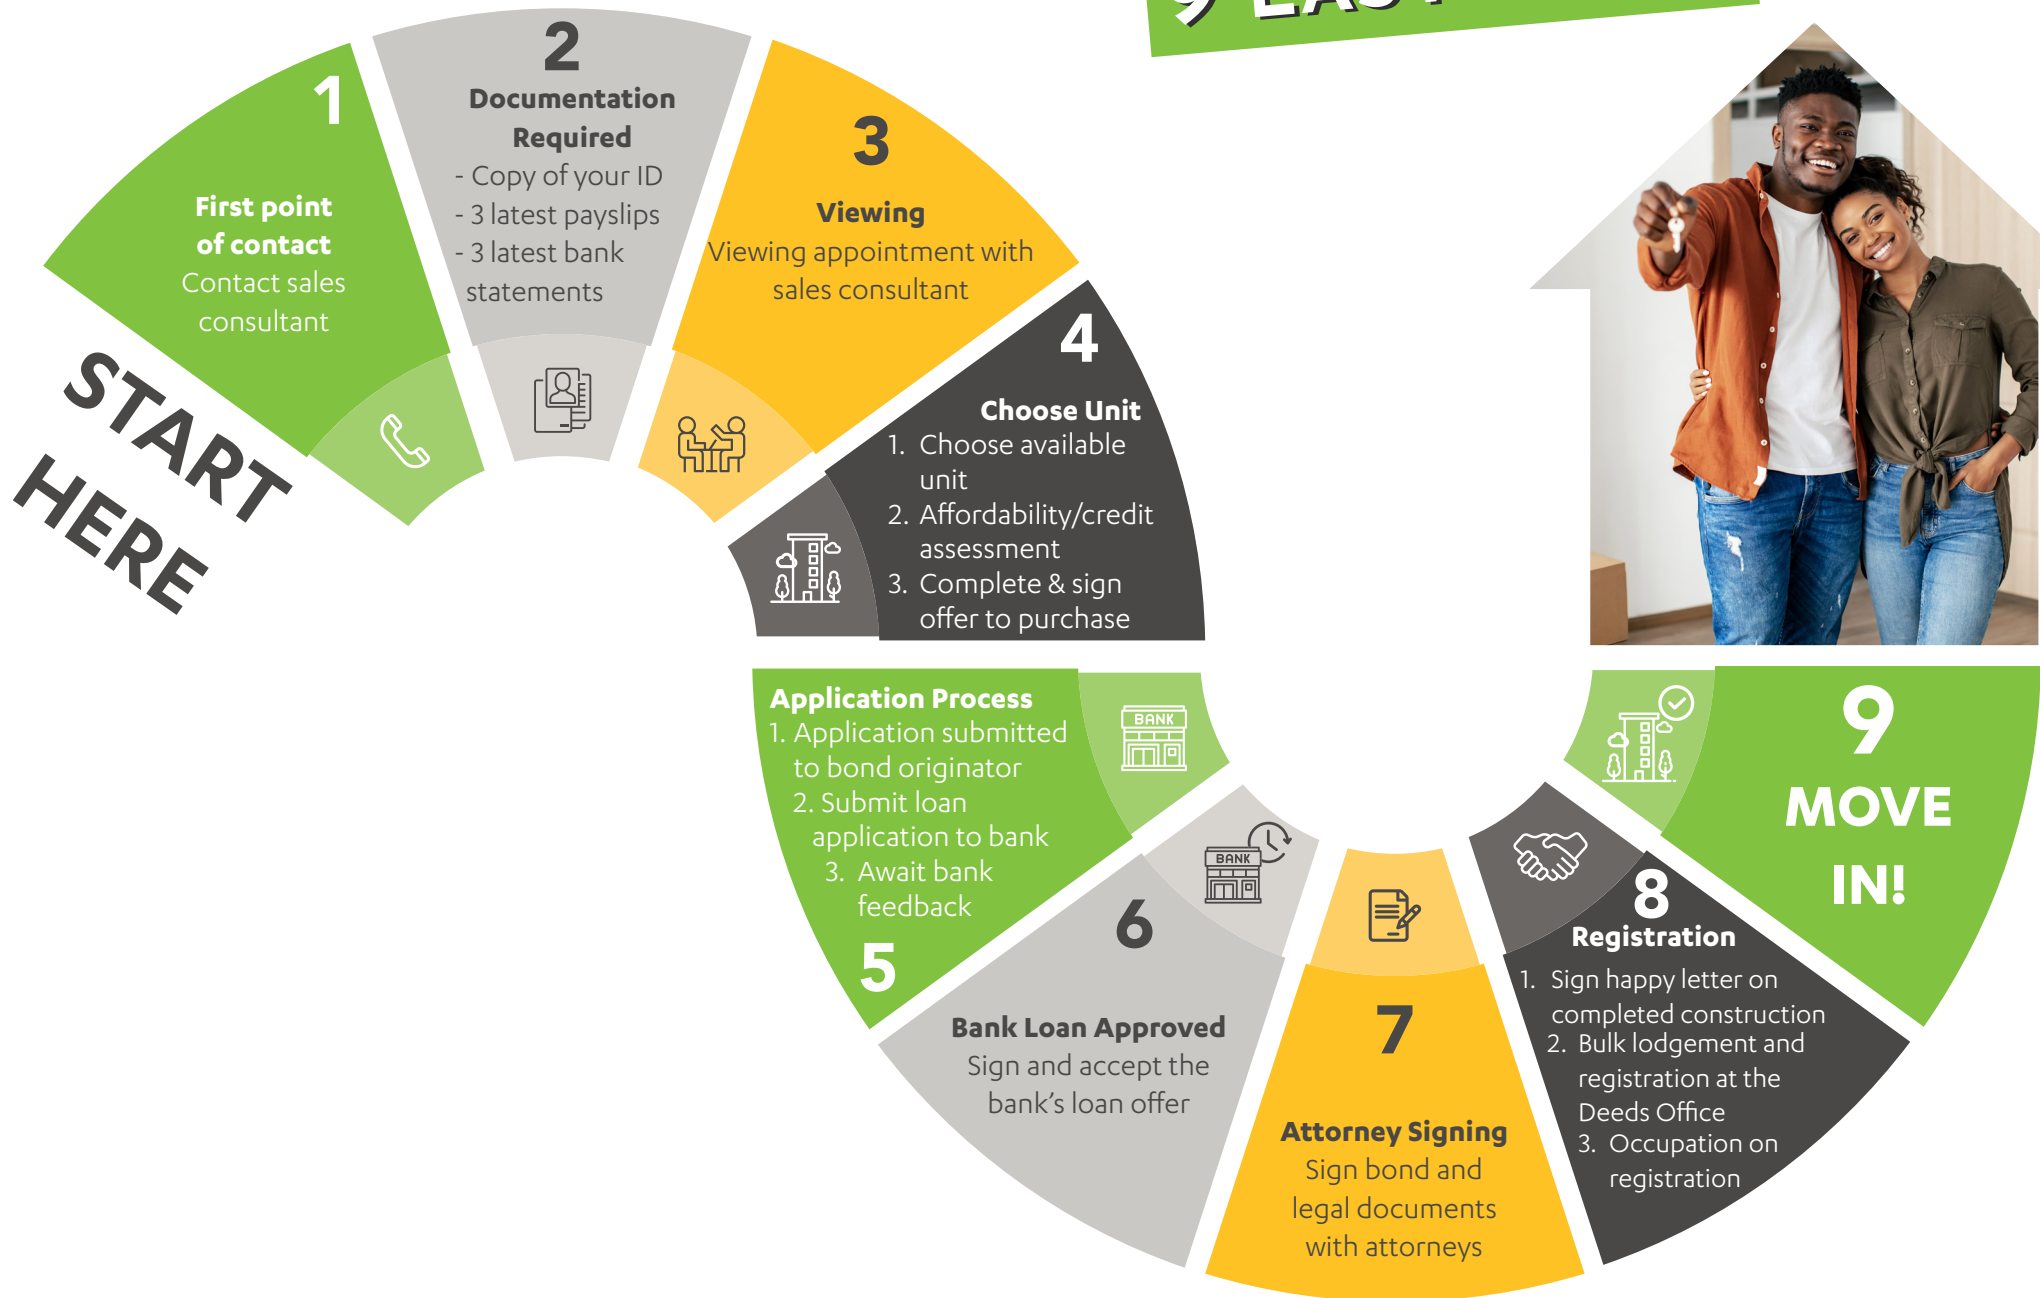 START
HERE
1
First point
of contact
Contact sales
consultant
2
Documentation
Required
- Copy of your ID
- 3 latest payslips
- 3 latest bank
statements
3
Viewing
Viewing appointment with
sales consultant
4
Choose Unit
1. Choose available
unit
2. Affordability/credit
assessment
3. Complete & sign
offer to purchase
Application Process
1. Application submitted
to bond originator
2. Submit loan
application to bank
3. Await bank
feedback
5
BANK
BANK
6
Bank Loan Approved
Sign and accept the
bank's loan offer
7
Attorney Signing
Sign bond and
legal documents
with attorneys
8
Registration
1. Sign happy letter on
completed construction
2. Bulk lodgement and
registration at the
Deeds Office
3. Occupation on
registration
9
MOVE
IN!